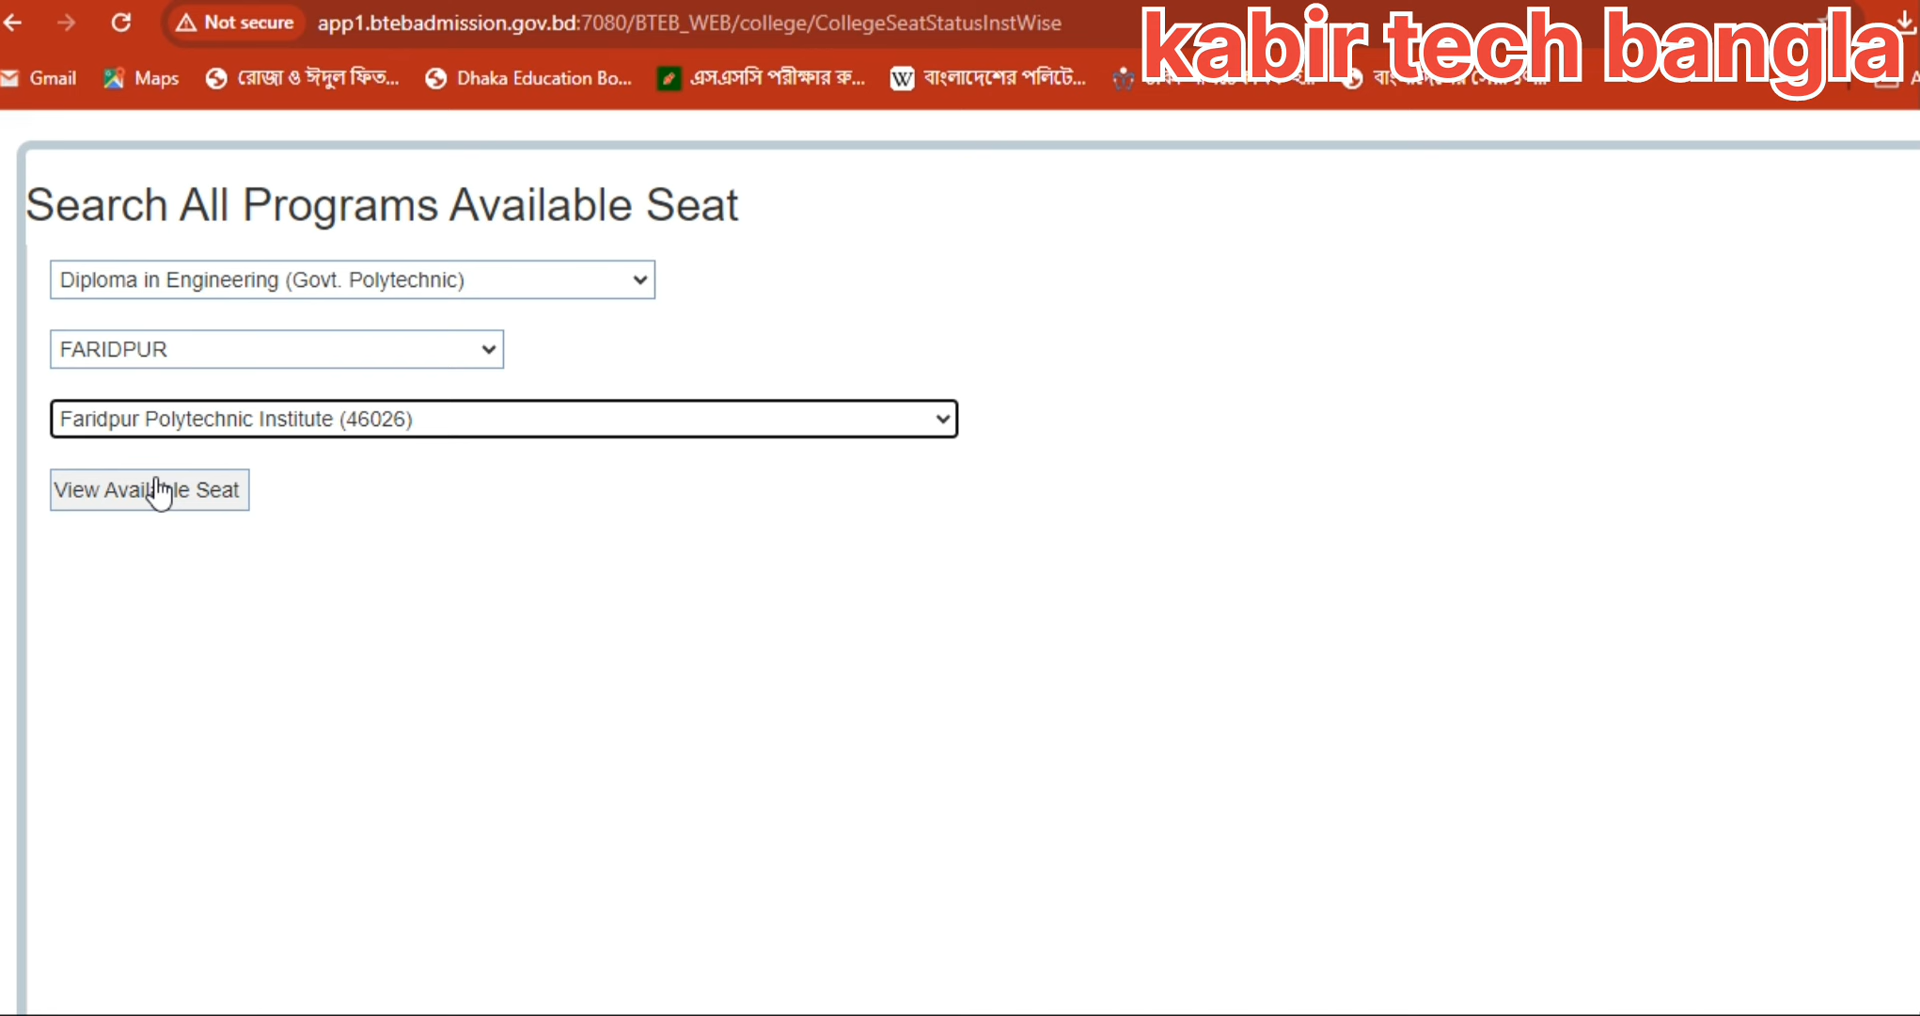 Not secure app1.btebadmission.gov.bd:7080/BTEB_WEB/college/CollegeSeatStatusInstWise
kabir tech bangla
Gmail Maps রোজা ও ঈদুল ফিত... Dhaka Education Bo... এস.এসসি পরীক্ষার রু... বাংলাদেশের পলিটে...
Search All Programs Available Seat
Diploma in Engineering (Govt. Polytechnic)
FARIDPUR
Faridpur Polytechnic Institute (46026)
View Available Seat